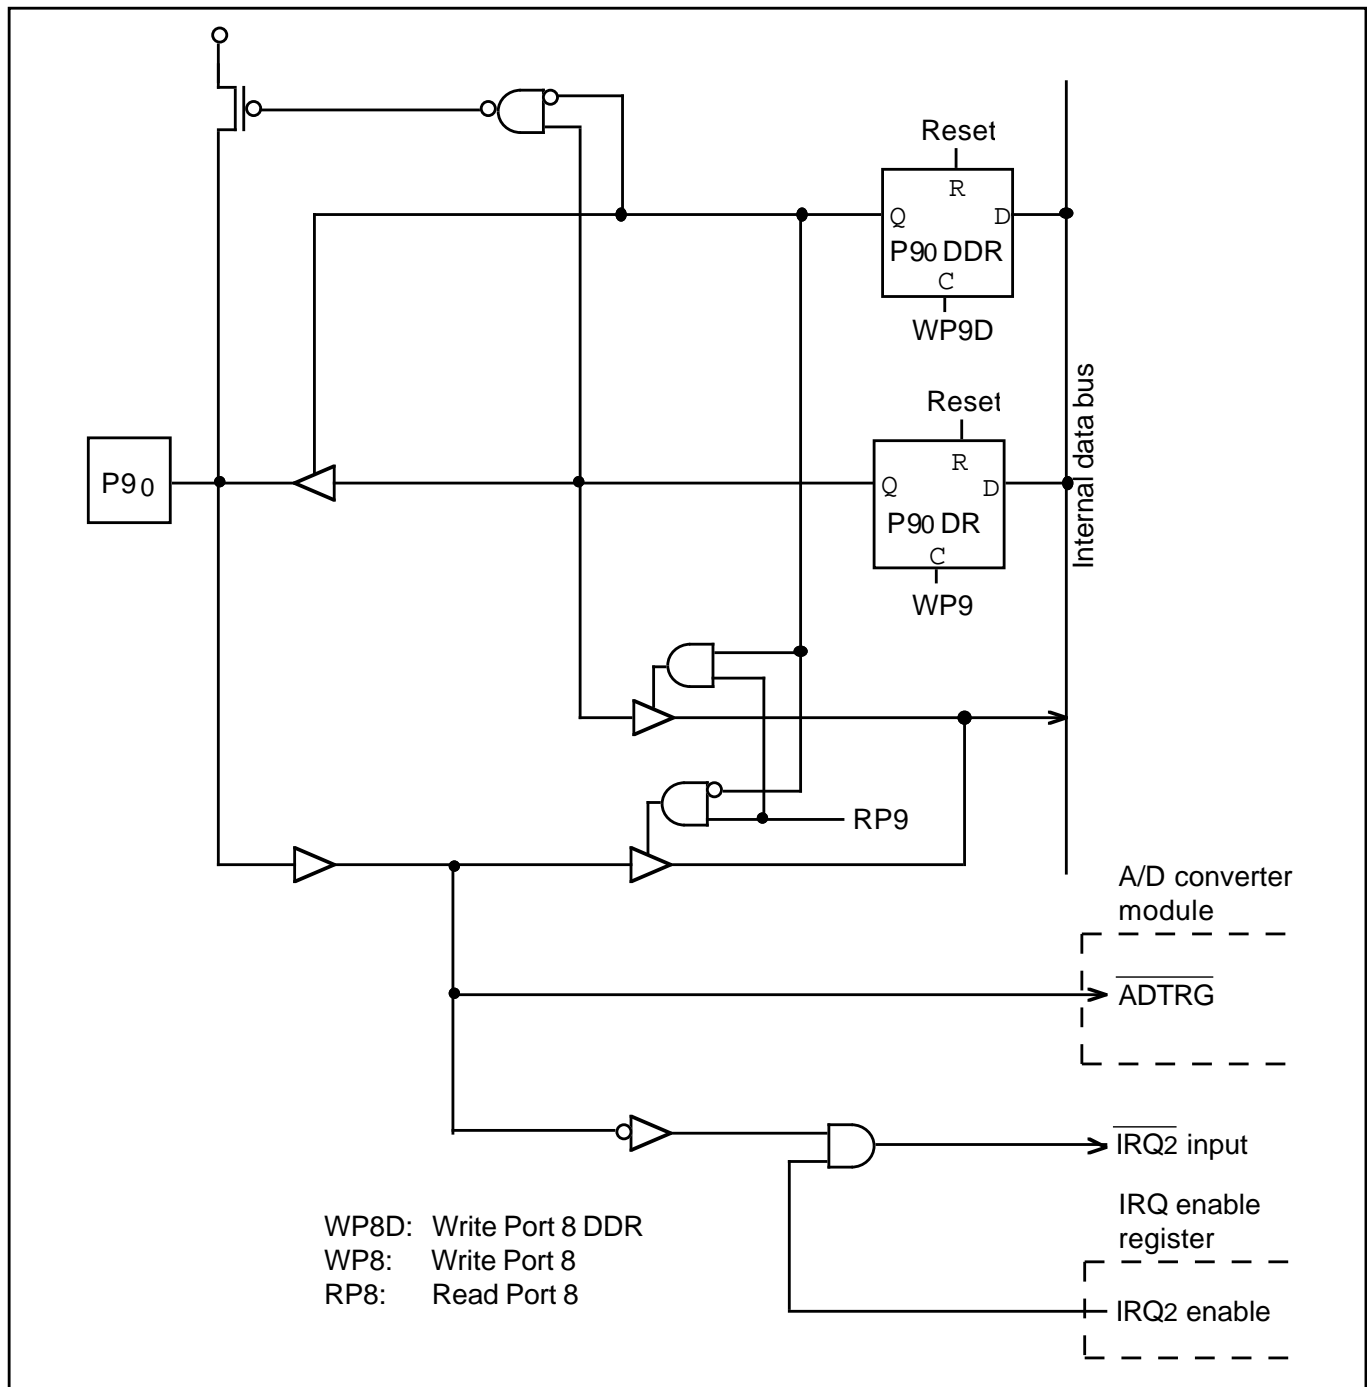 Reset
R
Q D
P90 DDR
C
WP9D
Internal data bus
Reset
R
P90
Q D
P90 DR
C
WP9
RP9
A/D converter
module
ADTRG
IRQ2 input
IRQ enable
register
IRQ2 enable
WP8D: Write Port 8 DDR
WP8: Write Port 8
RP8: Read Port 8